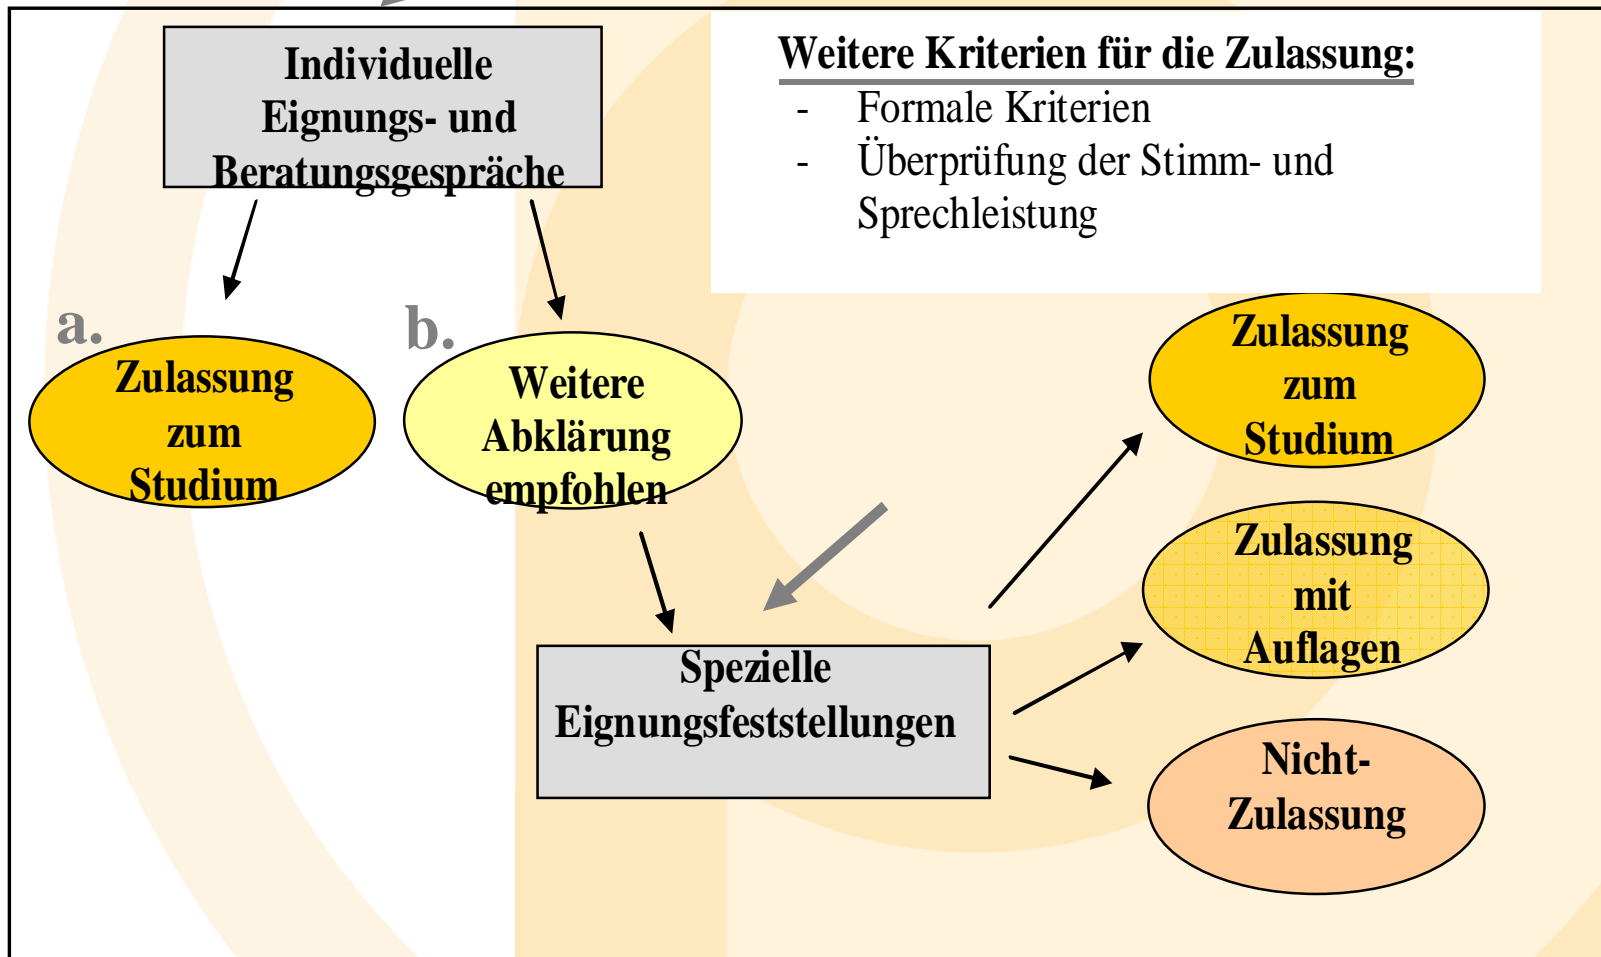 Individuelle
Eignungs- und
Beratungsgespräche
Weitere Kriterien für die Zulassung:
- Formale Kriterien
- Überprüfung der Stimm- und
Sprechleistung
a.
Zulassung
zum
Studium
b.
Weitere
Abklärung
empfohlen
Spezielle
Eignungsfeststellungen
Zulassung
zum
Studium
Zulassung
mit
Auflagen
Nicht-
Zulassung